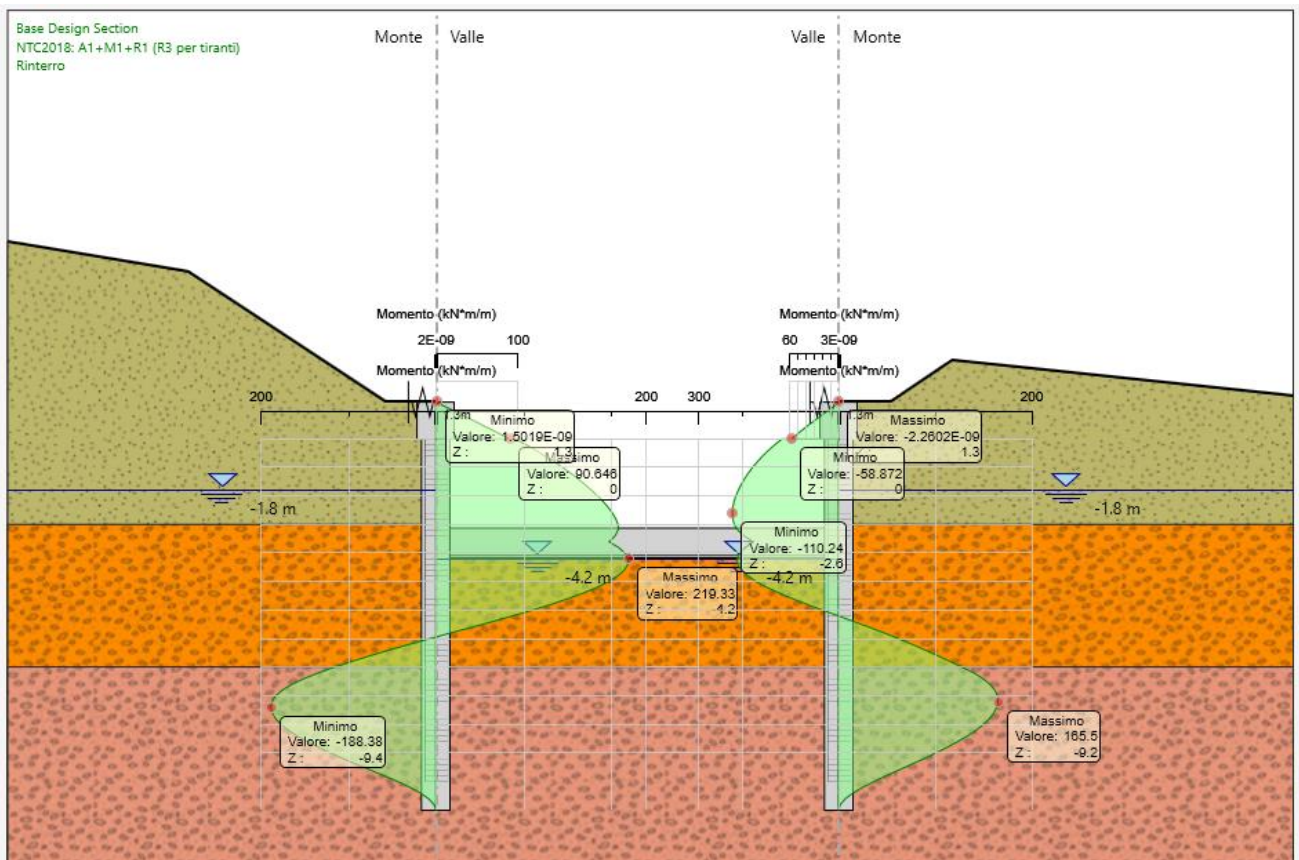 Base Design Section
NTC2018: A1+M1+R1 (R3 per tiranti)
Rinterro
Monte
Valle
Valle
Monte
Momento (kN*m/m)
Momento (kN*m/m)
2E-09
100
60
3E-09
Momento (kN*m/m)
Momento (kN*m/m)
200
200
300
200
1.3m
1.3m
Minimo
Valore: 1.5019E-09
Z : 1.3
Massimo
Valore: -2.2602E-09
Z : 1.3
Massimo
Valore: 90.646
Z : 0
Minimo
Valore: -58.872
Z : 0
-1.8 m
-1.8 m
Minimo
Valore: -110.24
Z : -2.6
-4.2 m
-4.2 m
Massimo
Valore: 219.33
Z : -4.2
Minimo
Valore: -188.38
Z : -9.4
Massimo
Valore: 165.5
Z : -9.2